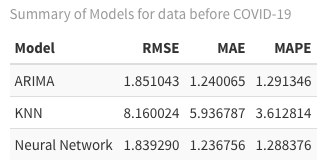 Summary of Models for data before COVID-19
Model RMSE MAE MAPE
ARIMA 1.851043 1.240065 1.291346
KNN 8.160024 5.936787 3.612814
Neural Network 1.839290 1.236756 1.288376